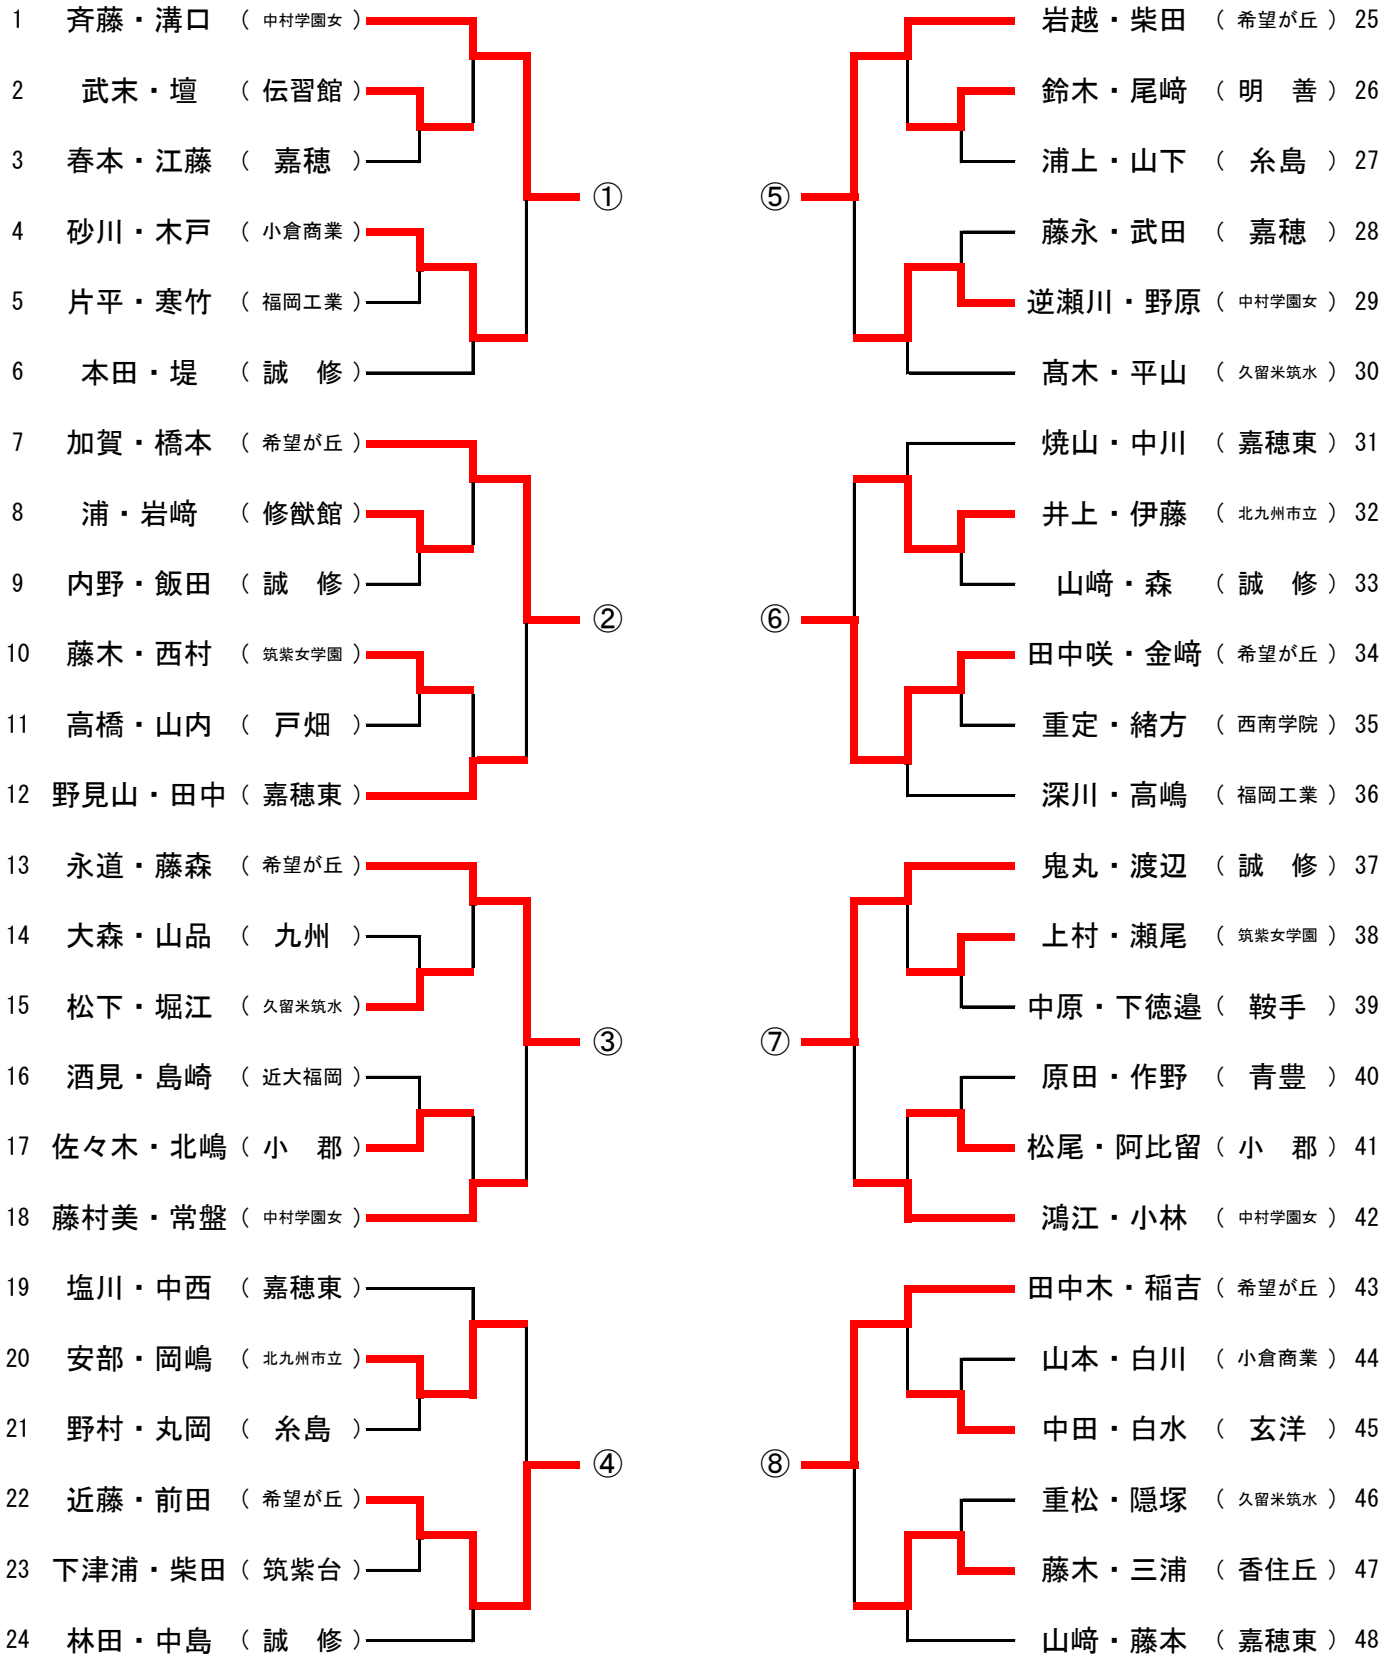 1 斉藤・溝口 （ 中村学園女 ）
2 武末・壇 （ 伝習館 ）
3 春本・江藤 （ 嘉穂 ）
①
4 砂川・木戸 （ 小倉商業 ）
5 片平・寒竹 （ 福岡工業 ）
6 本田・堤 （ 誠　修 ）
7 加賀・橋本 （ 希望が丘 ）
8 浦・岩﨑 （ 修猷館 ）
9 内野・飯田 （ 誠　修 ）
②
10 藤木・西村 （ 筑紫女学園 ）
11 高橋・山内 （ 戸畑 ）
12 野見山・田中 （ 嘉穂東 ）
13 永道・藤森 （ 希望が丘 ）
14 大森・山品 （ 九州 ）
15 松下・堀江 （ 久留米筑水 ）
③
16 酒見・島崎 （ 近大福岡 ）
17 佐々木・北嶋 （ 小　郡 ）
18 藤村美・常盤 （ 中村学園女 ）
19 塩川・中西 （ 嘉穂東 ）
20 安部・岡嶋 （ 北九州市立 ）
21 野村・丸岡 （ 糸島 ）
④
22 近藤・前田 （ 希望が丘 ）
23 下津浦・柴田 （ 筑紫台 ）
24 林田・中島 （ 誠　修 ）
岩越・柴田 （ 希望が丘 ） 25
鈴木・尾﨑 （ 明　善 ） 26
浦上・山下 （ 糸島 ） 27
⑤
藤永・武田 （ 嘉穂 ） 28
逆瀬川・野原 （ 中村学園女 ） 29
髙木・平山 （ 久留米筑水 ） 30
焼山・中川 （ 嘉穂東 ） 31
井上・伊藤 （ 北九州市立 ） 32
山﨑・森 （ 誠　修 ） 33
⑥
田中咲・金﨑 （ 希望が丘 ） 34
重定・緒方 （ 西南学院 ） 35
深川・高嶋 （ 福岡工業 ） 36
鬼丸・渡辺 （ 誠　修 ） 37
上村・瀬尾 （ 筑紫女学園 ） 38
中原・下徳邉 （ 鞍手 ） 39
⑦
原田・作野 （ 青豊 ） 40
松尾・阿比留 （ 小　郡 ） 41
鴻江・小林 （ 中村学園女 ） 42
田中木・稲吉 （ 希望が丘 ） 43
山本・白川 （ 小倉商業 ） 44
中田・白水 （ 玄洋 ） 45
⑧
重松・隠塚 （ 久留米筑水 ） 46
藤木・三浦 （ 香住丘 ） 47
山﨑・藤本 （ 嘉穂東 ） 48